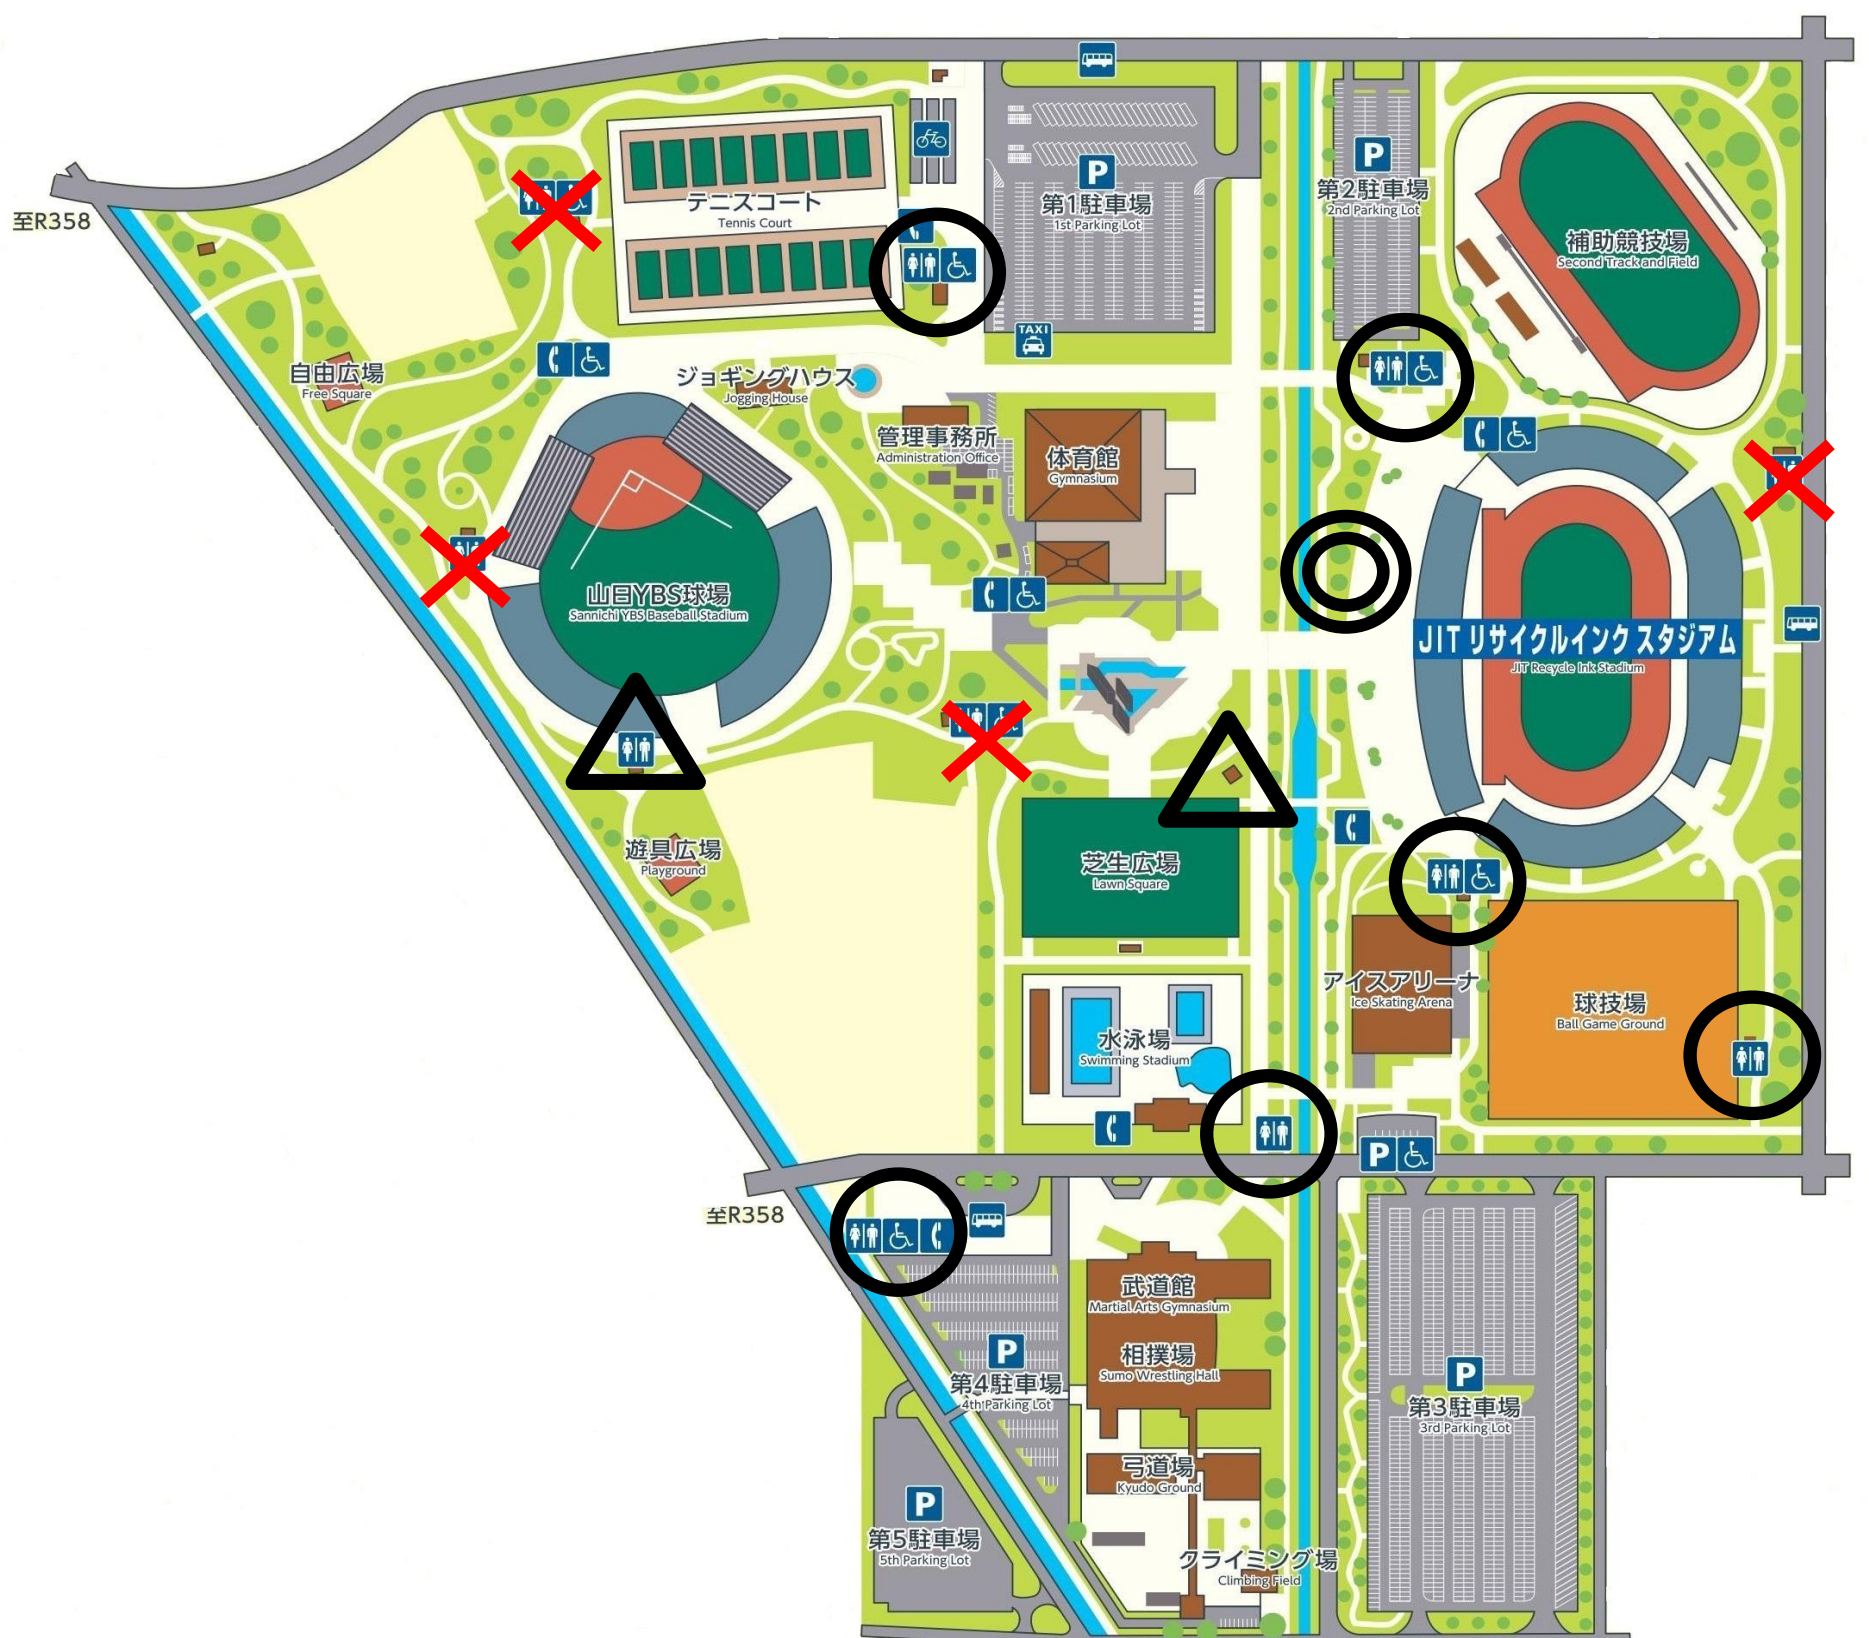 至R358
テニスコート
Tennis Court
P
第1駐車場
1st Parking Lot
P
第2駐車場
2nd Parking Lot
補助競技場
Second Track and Field
TAXI
自由広場
Free Square
ジョギングハウス
Jogging House
管理事務所
Administration Office
体育館
Gymnasium
山日YBS球場
Sannichi YBS Baseball Stadium
JIT リサイクルインク スタジアム
JIT Recycle Ink Stadium
遊具広場
Playground
芝生広場
Lawn Square
アイスアリーナ
Ice Skating Arena
球技場
Ball Game Ground
水泳場
Swimming Stadium
P
至R358
武道館
Martial Arts Gymnasium
相撲場
Sumo Wrestling Hall
P
第4駐車場
4th Parking Lot
P
第3駐車場
3rd Parking Lot
弓道場
Kyudo Ground
P
第5駐車場
5th Parking Lot
クライミング場
Climbing Field